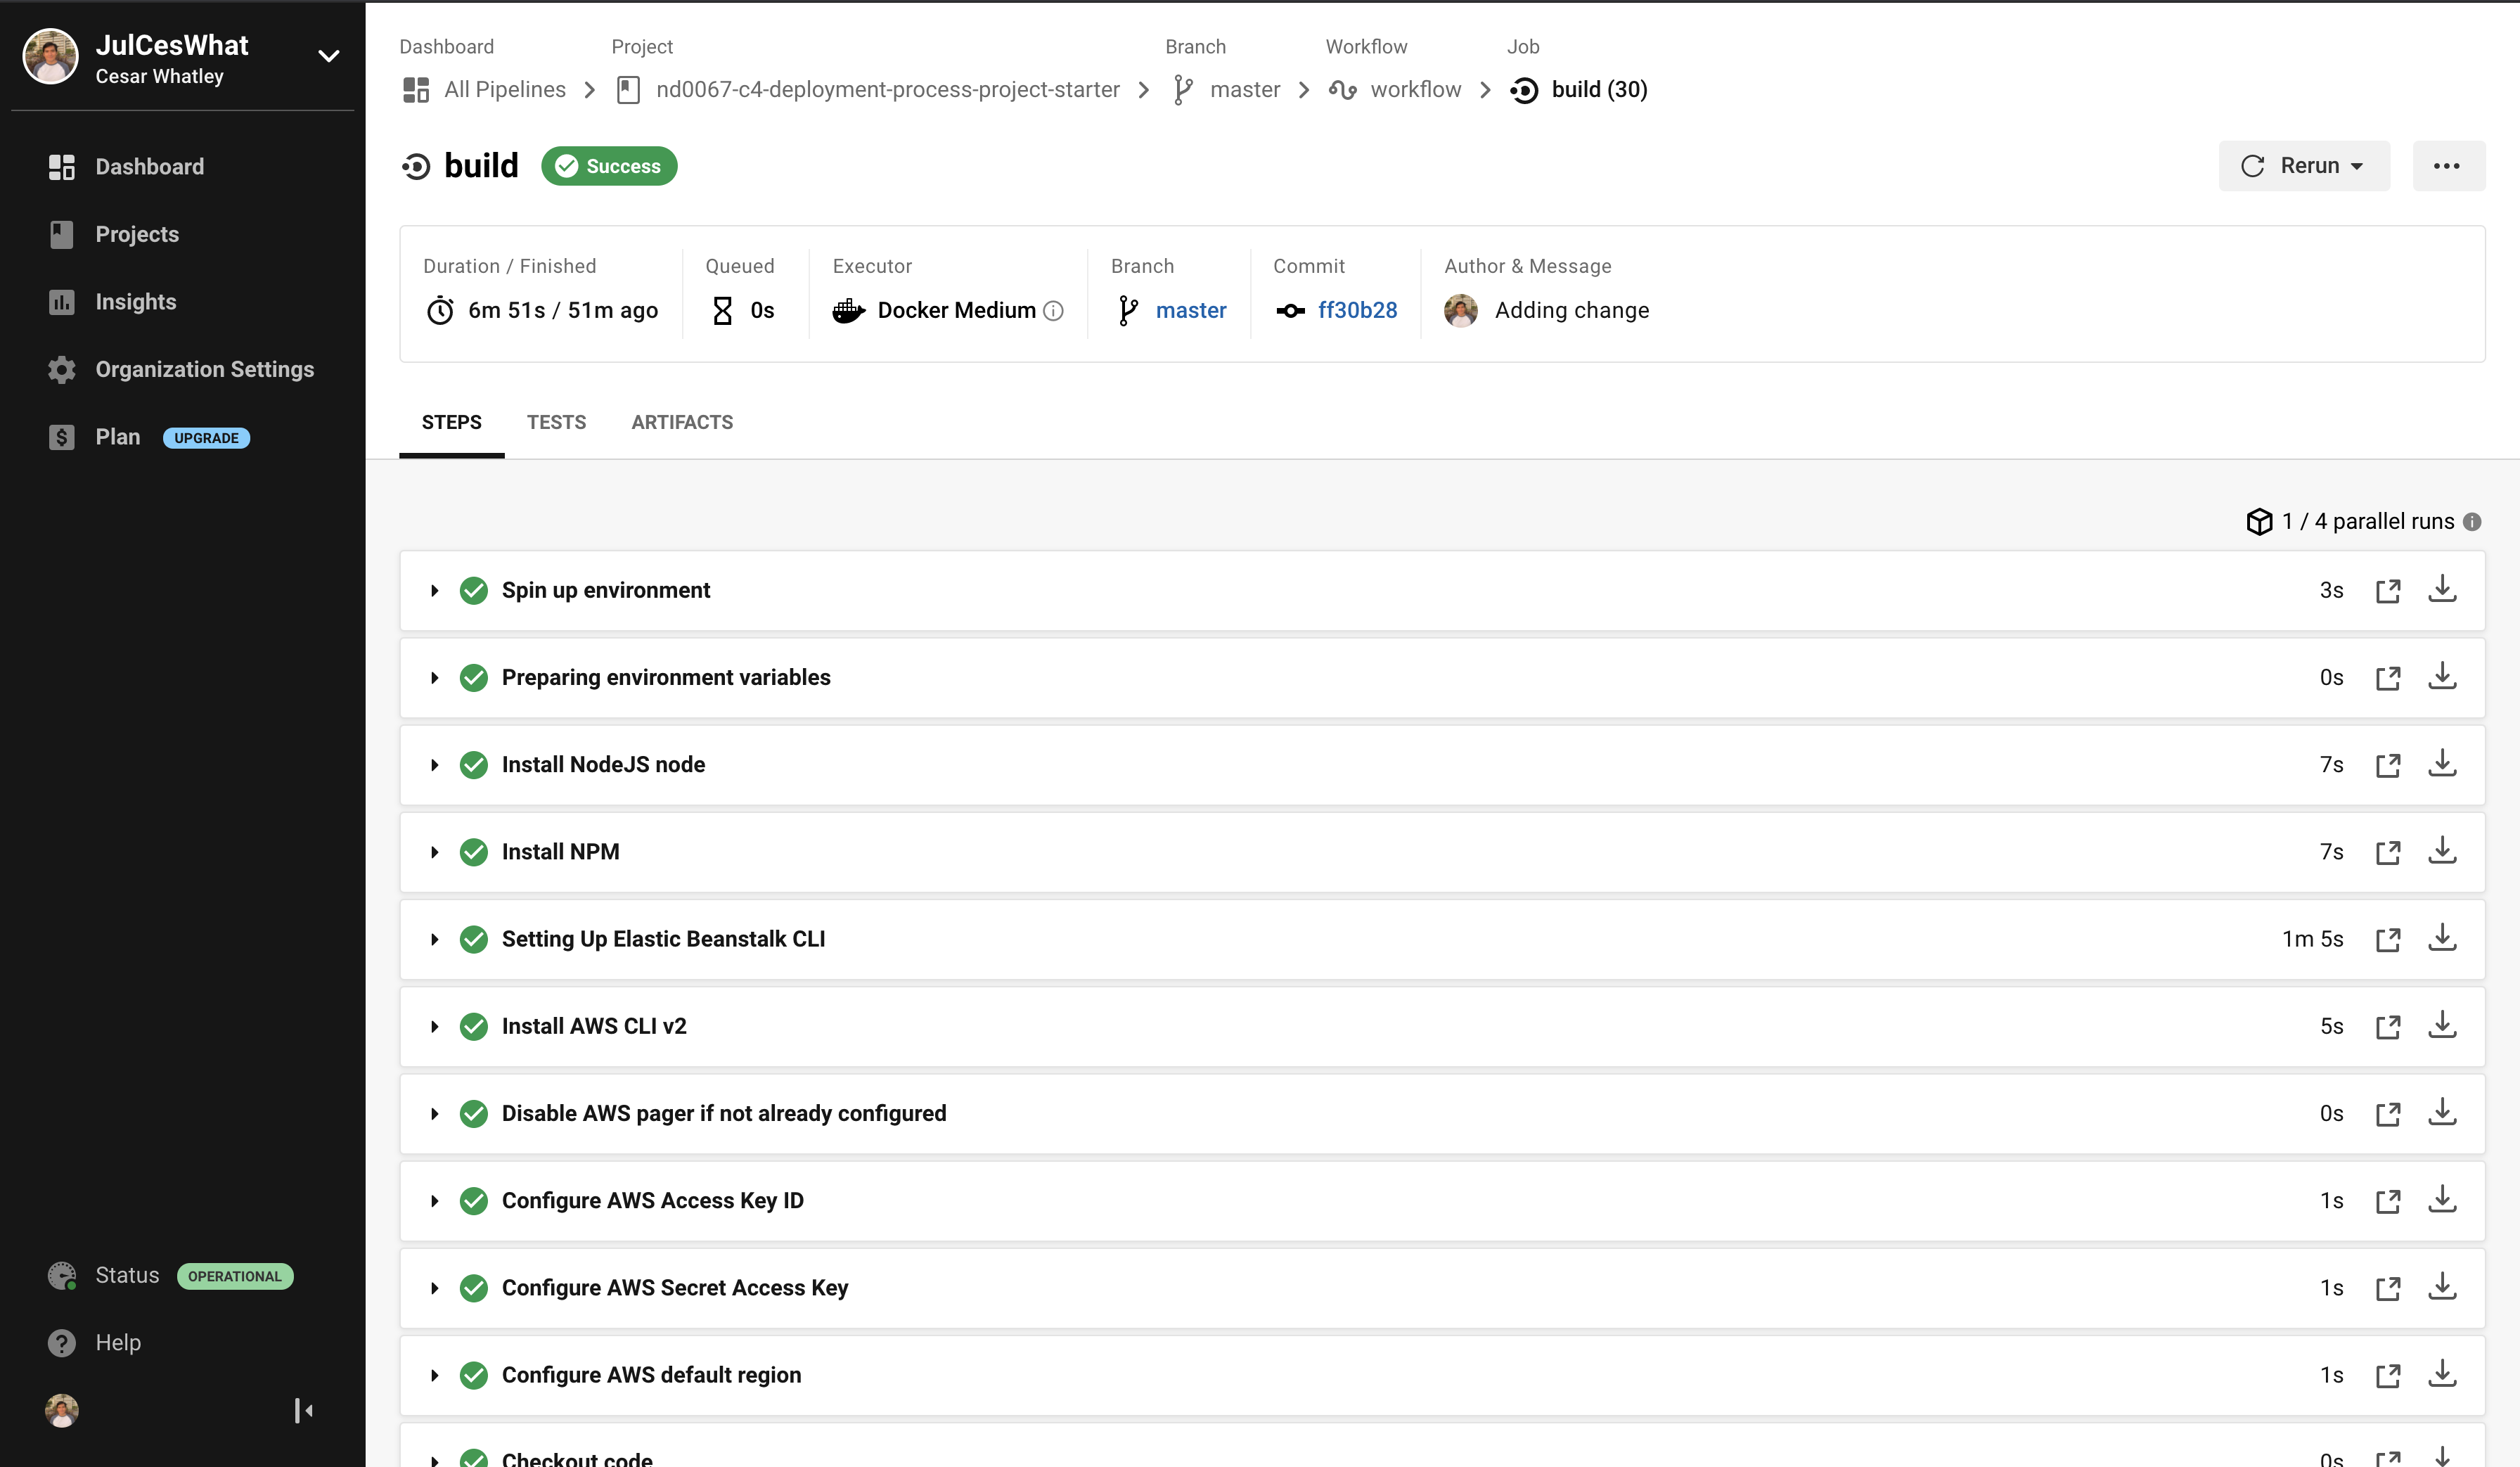 JulCesWhat
Cesar Whatley
Dashboard
Projects
Insights
Organization Settings
Plan UPGRADE
Status OPERATIONAL
Help
Dashboard Project Branch Workflow Job
All Pipelines nd0067-c4-deployment-process-project-starter master workflow build (30)
build Success
Rerun
Duration / Finished Queued Executor Branch Commit Author & Message
6m 51s / 51m ago 0s Docker Medium master ff30b28 Adding change
STEPS TESTS ARTIFACTS
1 / 4 parallel runs
Spin up environment 3s
Preparing environment variables 0s
Install NodeJS node 7s
Install NPM 7s
Setting Up Elastic Beanstalk CLI 1m 5s
Install AWS CLI v2 5s
Disable AWS pager if not already configured 0s
Configure AWS Access Key ID 1s
Configure AWS Secret Access Key 1s
Configure AWS default region 1s
Checkout code 0s